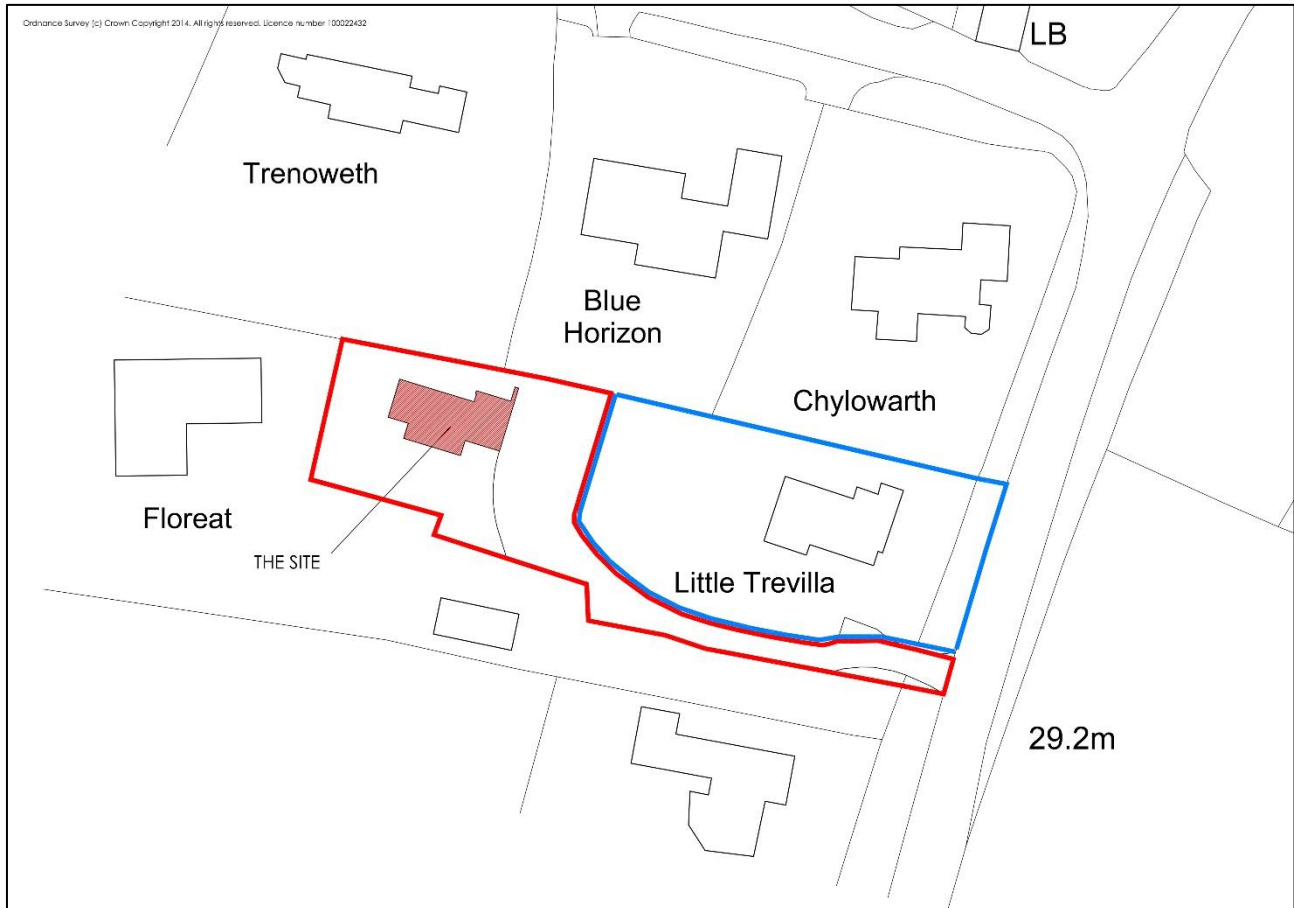 Ordnance Survey (c) Crown Copyright 2014. All rights reserved. Licence number 100022432
LB
Trenoweth
Blue
Horizon
Chylowarth
Floreat
THE SITE
Little Trevilla
29.2m